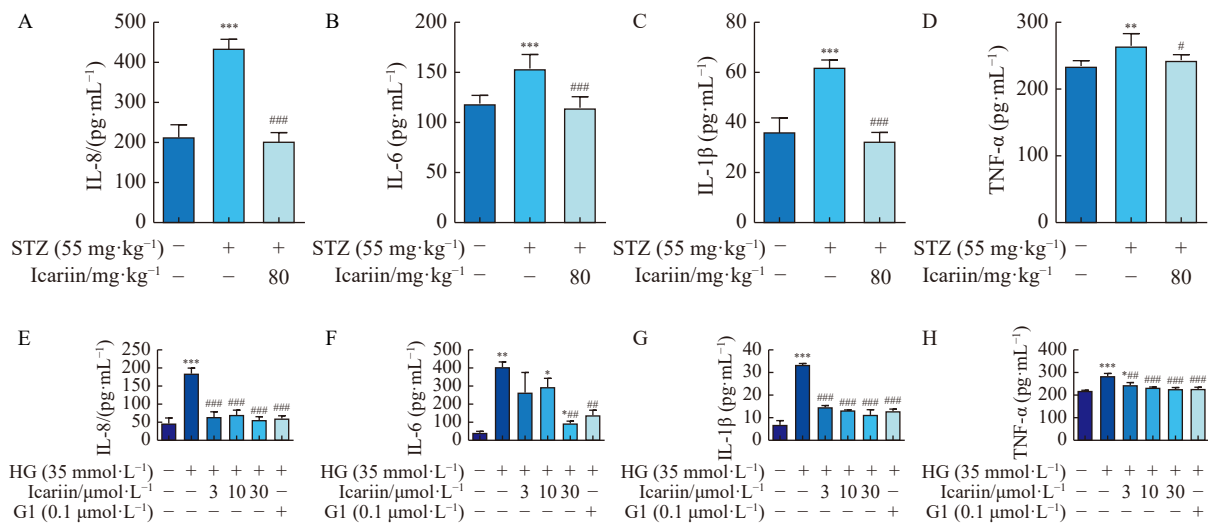 A
B
C
D
IL-8/(pg·mL⁻¹)
500
400
300
200
100
0
***
###
IL-6 (pg·mL⁻¹)
200
150
100
50
0
***
###
IL-1β (pg·mL⁻¹)
80
60
40
20
0
***
###
TNF-α (pg·mL⁻¹)
300
200
100
0
**
#
STZ (55 mg·kg⁻¹) − + +
Icariin/mg·kg⁻¹ − − 80
STZ (55 mg·kg⁻¹) − + +
Icariin/mg·kg⁻¹ − − 80
STZ (55 mg·kg⁻¹) − + +
Icariin/mg·kg⁻¹ − − 80
STZ (55 mg·kg⁻¹) − + +
Icariin/mg·kg⁻¹ − − 80
E
F
G
H
IL-8/(pg·mL⁻¹)
250
200
150
100
50
0
***
### ### ### ###
IL-6 (pg·mL⁻¹)
500
400
300
200
100
0
**
*
*##
##
IL-1β (pg·mL⁻¹)
40
30
20
10
0
***
### ### ### ###
TNF-α (pg·mL⁻¹)
400
300
200
100
0
***
*## ### ### ###
HG (35 mmol·L⁻¹) − + + + + +
Icariin/μmol·L⁻¹ − − 3 10 30 −
G1 (0.1 μmol·L⁻¹) − − − − − +
HG (35 mmol·L⁻¹) − + + + + +
Icariin/μmol·L⁻¹ − − 3 10 30 −
G1 (0.1 μmol·L⁻¹) − − − − − +
HG (35 mmol·L⁻¹) − + + + + +
Icariin/μmol·L⁻¹ − − 3 10 30 −
G1 (0.1 μmol·L⁻¹) − − − − − +
HG (35 mmol·L⁻¹) − + + + + +
Icariin/μmol·L⁻¹ − − 3 10 30 −
G1 (0.1 μmol·L⁻¹) − − − − − +